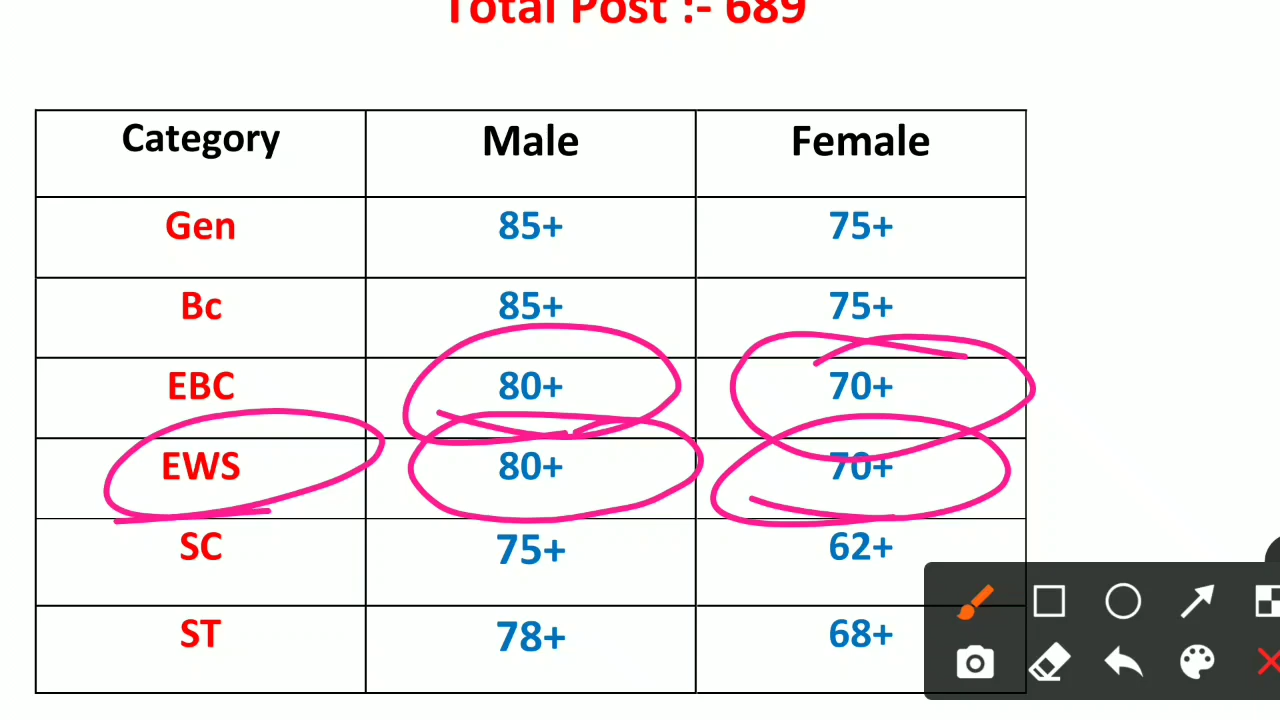 Total Post :- 689
Category Male Female
Gen 85+ 75+
Bc 85+ 75+
EBC 80+ 70+
EWS 80+ 70+
SC 75+ 62+
ST 78+ 68+